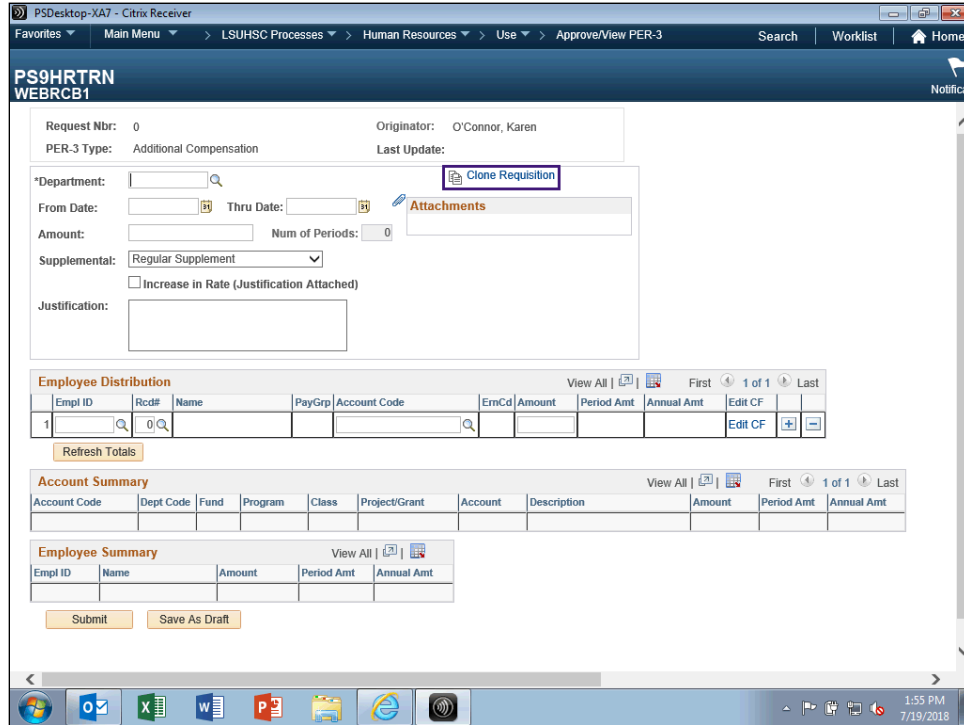 PSDesktop-XA7 - Citrix Receiver
Favorites Main Menu > LSUHSC Processes > Human Resources > Use > Approve/View PER-3 Search Worklist Home
PS9HRTRN
WEBRCB1
Notific
Request Nbr: 0 Originator: O'Connor, Karen
PER-3 Type: Additional Compensation Last Update:
Clone Requisition
*Department:
From Date: 31 Thru Date: 31 Attachments
Amount: Num of Periods: 0
Supplemental: Regular Supplement
Increase in Rate (Justification Attached)
Justification:
Employee Distribution View All | | First 1 of 1 Last
Empl ID Rcd# Name PayGrp Account Code ErnCd Amount Period Amt Annual Amt Edit CF
1 0 Edit CF + -
Refresh Totals
Account Summary View All | | First 1 of 1 Last
Account Code Dept Code Fund Program Class Project/Grant Account Description Amount Period Amt Annual Amt
Employee Summary View All | |
Empl ID Name Amount Period Amt Annual Amt
Submit Save As Draft
1:55 PM
7/19/2018